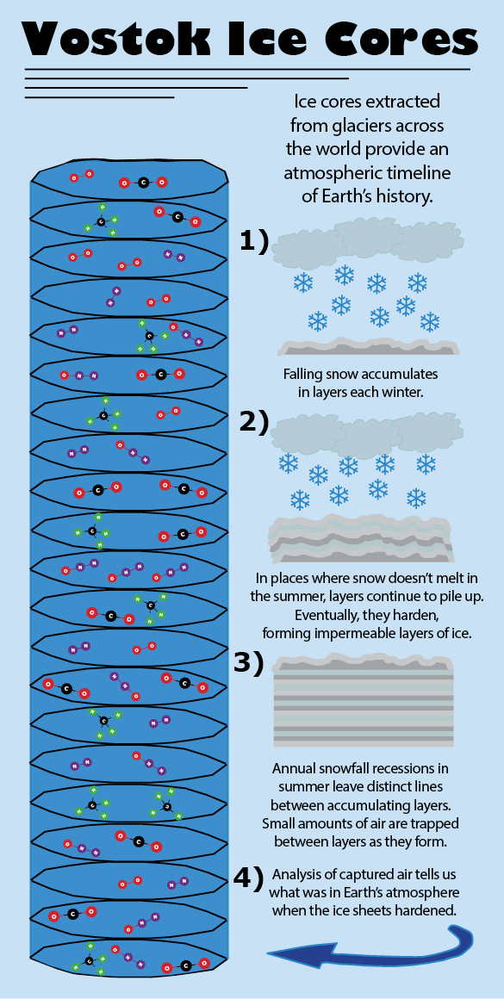 Vostok Ice Cores
Ice cores extracted
from glaciers across
the world provide an
atmospheric timeline
of Earth's history.
1)
Falling snow accumulates
in layers each winter.
2)
In places where snow doesn't melt in
the summer, layers continue to pile up.
Eventually, they harden,
forming impermeable layers of ice.
3)
Annual snowfall recessions in
summer leave distinct lines
between accumulating layers.
Small amounts of air are trapped
between layers as they form.
4)
Analysis of captured air tells us
what was in Earth's atmosphere
when the ice sheets hardened.